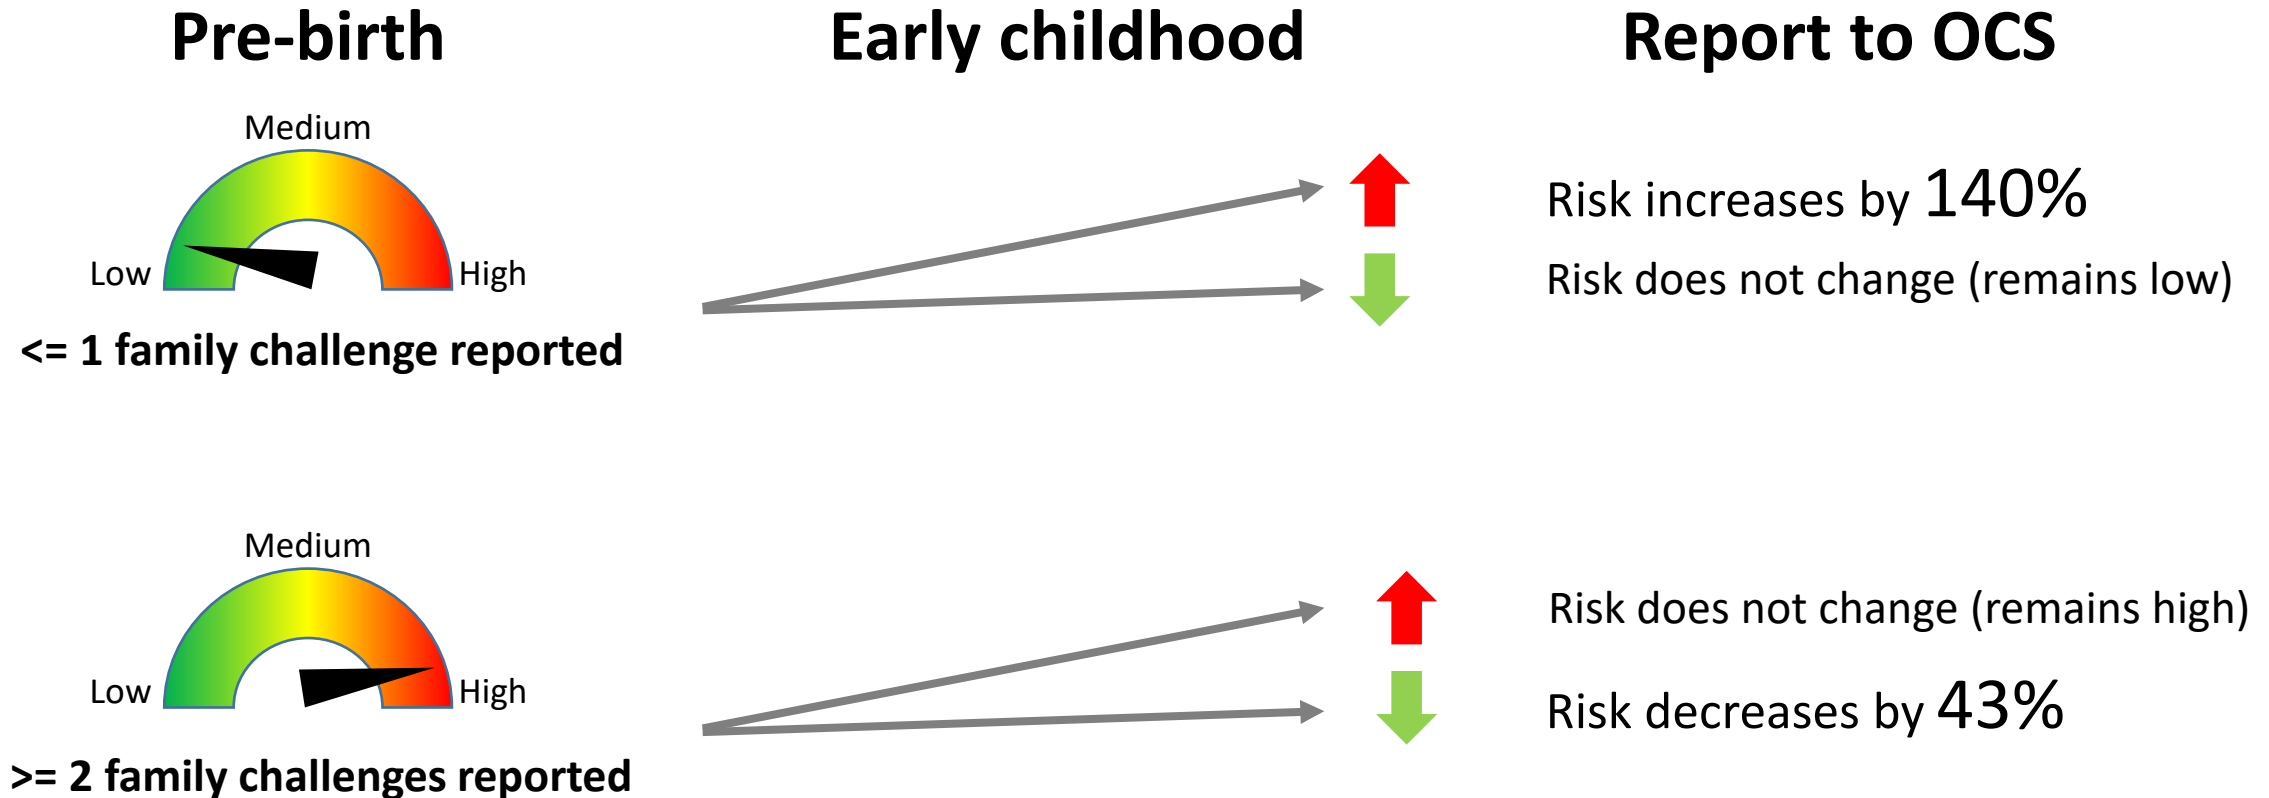 Pre-birth
Early childhood
Report to OCS
Medium
Low
High
<= 1 family challenge reported
Risk increases by 140%
Risk does not change (remains low)
Medium
Low
High
>= 2 family challenges reported
Risk does not change (remains high)
Risk decreases by 43%